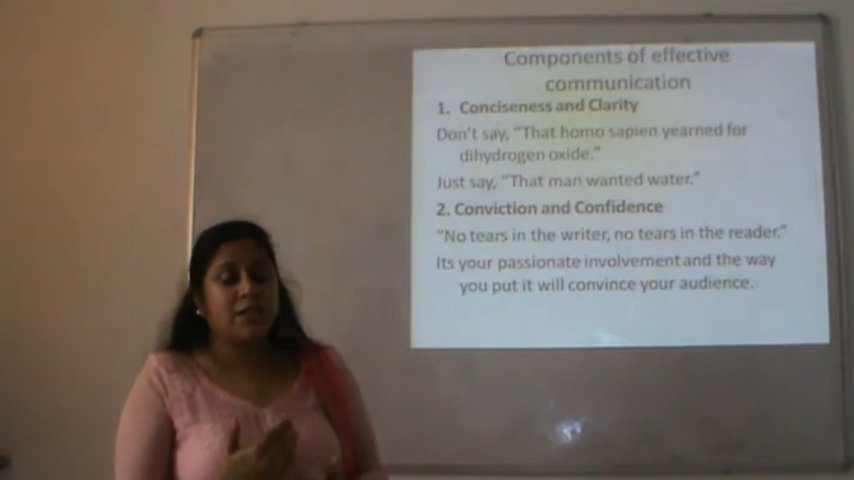 Components of effective
communication
1. Conciseness and Clarity
Don't say, "That homo sapien yearned for
dihydrogen oxide."
Just say, "That man wanted water."
2. Conviction and Confidence
"No tears in the writer, no tears in the reader."
Its your passionate involvement and the way
you put it will convince your audience.